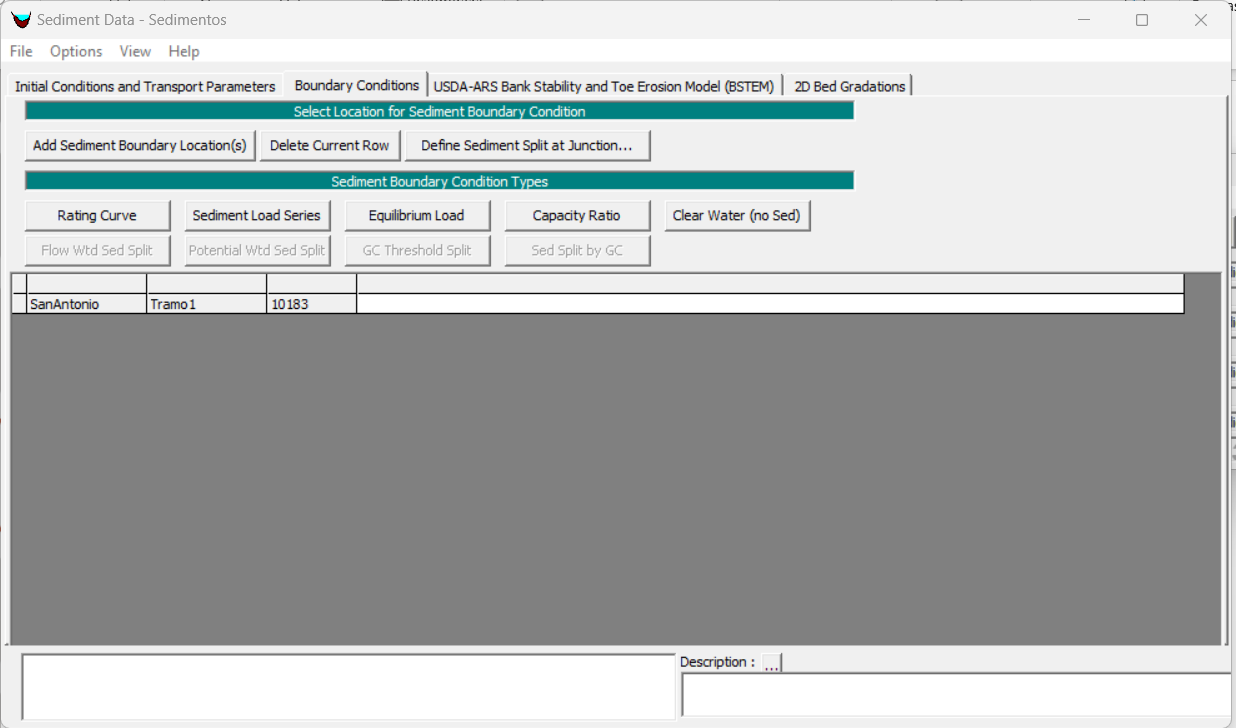 Sediment Data - Sedimentos
File Options View Help
Initial Conditions and Transport Parameters Boundary Conditions USDA-ARS Bank Stability and Toe Erosion Model (BSTEM) 2D Bed Gradations
Select Location for Sediment Boundary Condition
Add Sediment Boundary Location(s) Delete Current Row Define Sediment Split at Junction...
Sediment Boundary Condition Types
Rating Curve Sediment Load Series Equilibrium Load Capacity Ratio Clear Water (no Sed)
Flow Wtd Sed Split Potential Wtd Sed Split GC Threshold Split Sed Split by GC
SanAntonio Tramo1 10183
Description : ...